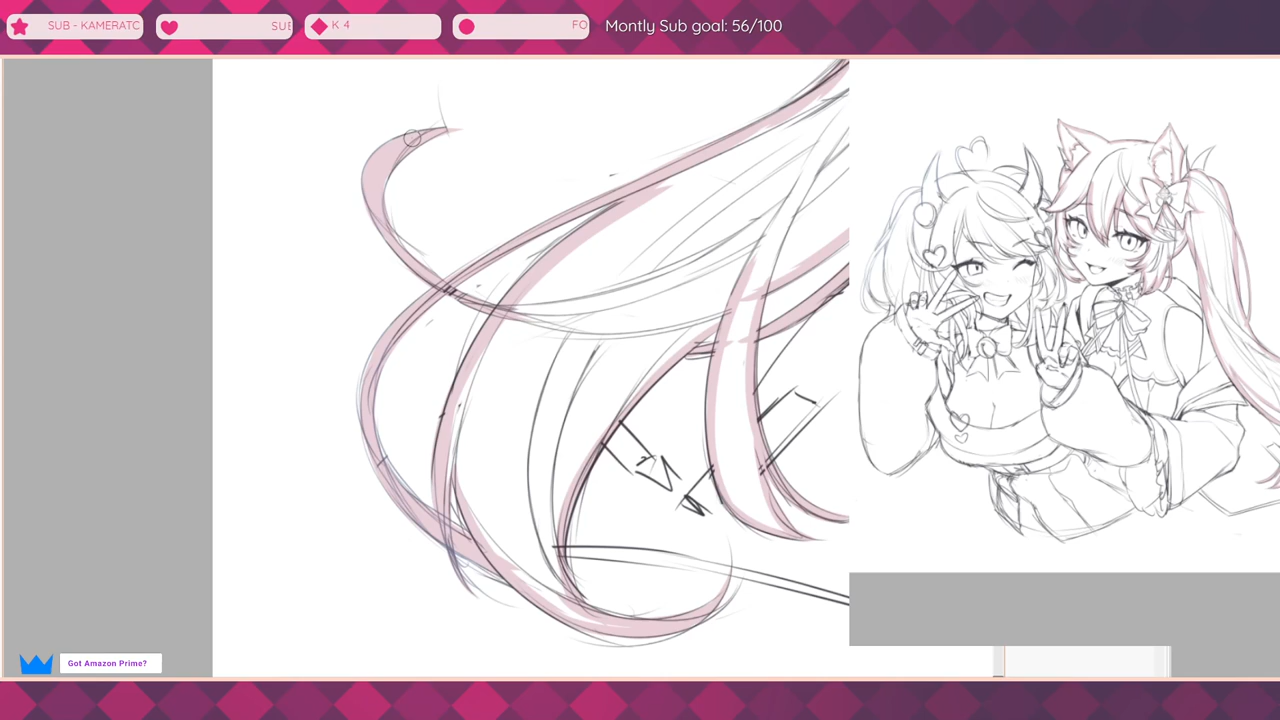 SUB - KAMERATC
SUE
K 4
FO
Montly Sub goal: 56/100
Got Amazon Prime?